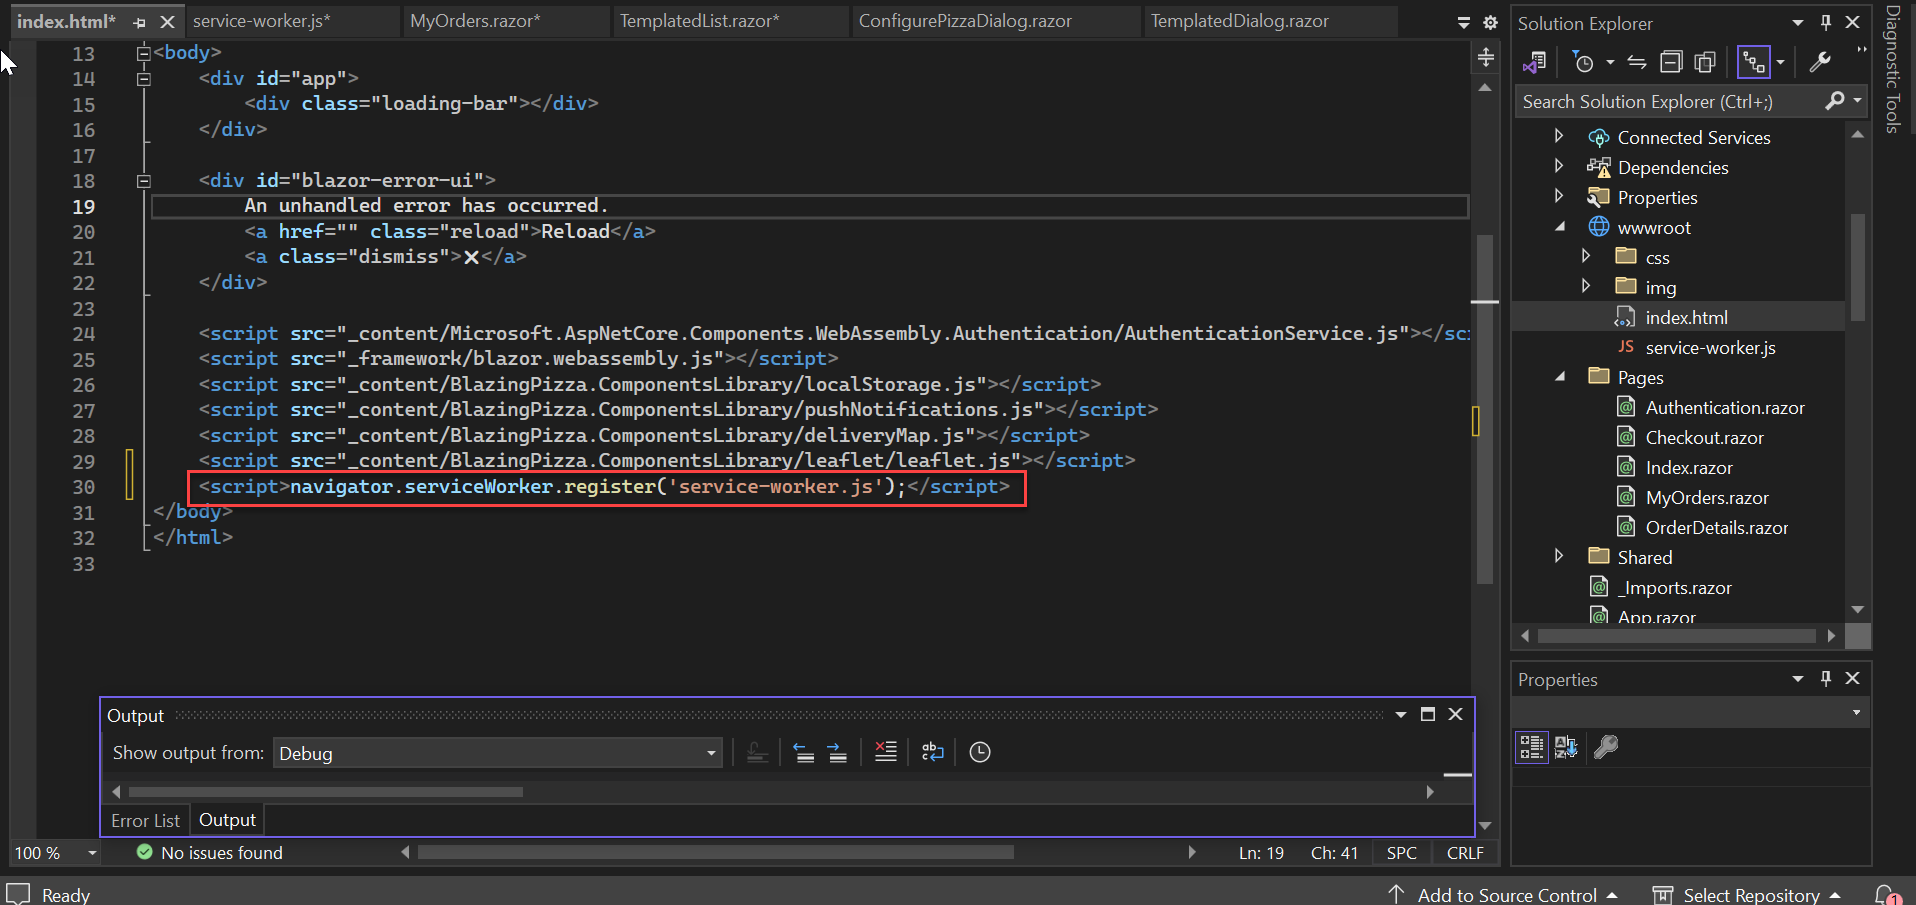 index.html* service-worker.js* MyOrders.razor* TemplatedList.razor* ConfigurePizzaDialog.razor TemplatedDialog.razor
13 <body>
14 <div id="app">
15 <div class="loading-bar"></div>
16 </div>
17
18 <div id="blazor-error-ui">
19 An unhandled error has occurred.
20 <a href="" class="reload">Reload</a>
21 <a class="dismiss">🗙</a>
22 </div>
23
24 <script src="_content/Microsoft.AspNetCore.Components.WebAssembly.Authentication/AuthenticationService.js"></scr
25 <script src="_framework/blazor.webassembly.js"></script>
26 <script src="_content/BlazingPizza.ComponentsLibrary/localStorage.js"></script>
27 <script src="_content/BlazingPizza.ComponentsLibrary/pushNotifications.js"></script>
28 <script src="_content/BlazingPizza.ComponentsLibrary/deliveryMap.js"></script>
29 <script src="_content/BlazingPizza.ComponentsLibrary/leaflet/leaflet.js"></script>
30 <script>navigator.serviceWorker.register('service-worker.js');</script>
31 </body>
32 </html>
33
Output
Show output from: Debug
Error List Output
100 % No issues found Ln: 19 Ch: 41 SPC CRLF
Solution Explorer
Search Solution Explorer (Ctrl+;)
Connected Services
Dependencies
Properties
wwwroot
css
img
index.html
JS service-worker.js
Pages
Authentication.razor
Checkout.razor
Index.razor
MyOrders.razor
OrderDetails.razor
Shared
_Imports.razor
App.razor
Properties
Diagnostic Tools
Ready Add to Source Control Select Repository 1